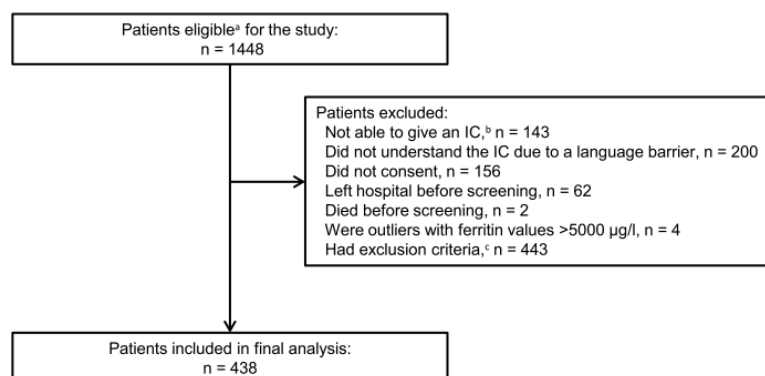 Patients eligibleᵃ for the study:
n = 1448
Patients excluded:
Not able to give an IC,ᵇ n = 143
Did not understand the IC due to a language barrier, n = 200
Did not consent, n = 156
Left hospital before screening, n = 62
Died before screening, n = 2
Were outliers with ferritin values >5000 µg/l, n = 4
Had exclusion criteria,ᶜ n = 443
Patients included in final analysis:
n = 438